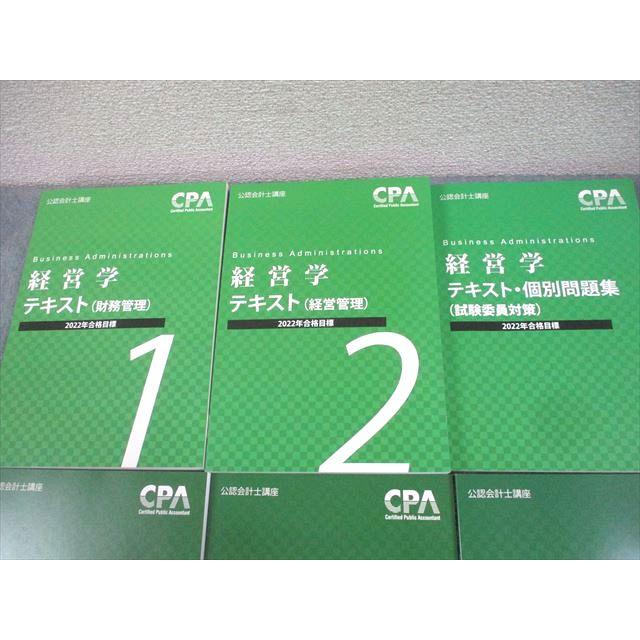 公認会計士講座
CPA
Certified Public Accountant
Business Administrations
経営学
テキスト(財務管理)
2022年合格目標
1
公認会計士講座
CPA
Certified Public Accountant
Business Administrations
経営学
テキスト(経営管理)
2022年合格目標
2
公認会計士講座
CPA
Certified Public Accountant
Business Administrations
経営学
テキスト・個別問題集
(試験委員対策)
2022年合格目標
認会計士講座
CPA
Certified Public Accountant
公認会計士講座
CPA
Certified Public Accountant
公認会計士講座